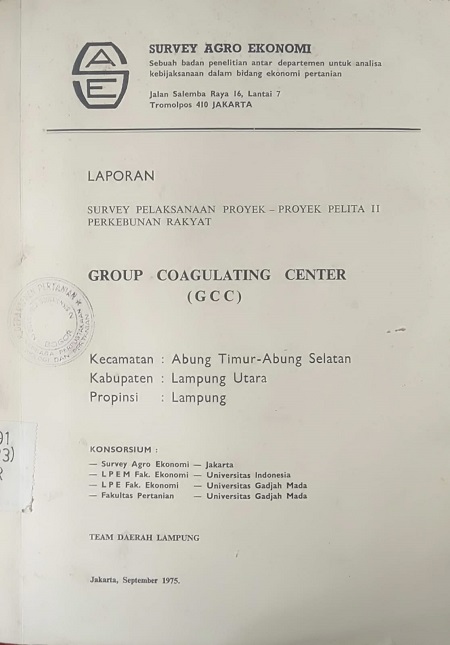 SAE
SURVEY AGRO EKONOMI
Sebuah badan penelitian antar departemen untuk analisa
kebijaksanaan dalam bidang ekonomi pertanian
Jalan Salemba Raya 16, Lantai 7
Tromolpos 410 JAKARTA
LAPORAN
SURVEY PELAKSANAAN PROYEK – PROYEK PELITA II
PERKEBUNAN RAKYAT
GROUP COAGULATING CENTER
(GCC)
Kecamatan : Abung Timur-Abung Selatan
Kabupaten : Lampung Utara
Propinsi : Lampung
KONSORSIUM :
— Survey Agro Ekonomi — Jakarta
— L P E M Fak. Ekonomi — Universitas Indonesia
— L P E Fak. Ekonomi — Universitas Gadjah Mada
— Fakultas Pertanian — Universitas Gadjah Mada
TEAM DAERAH LAMPUNG
Jakarta, September 1975.